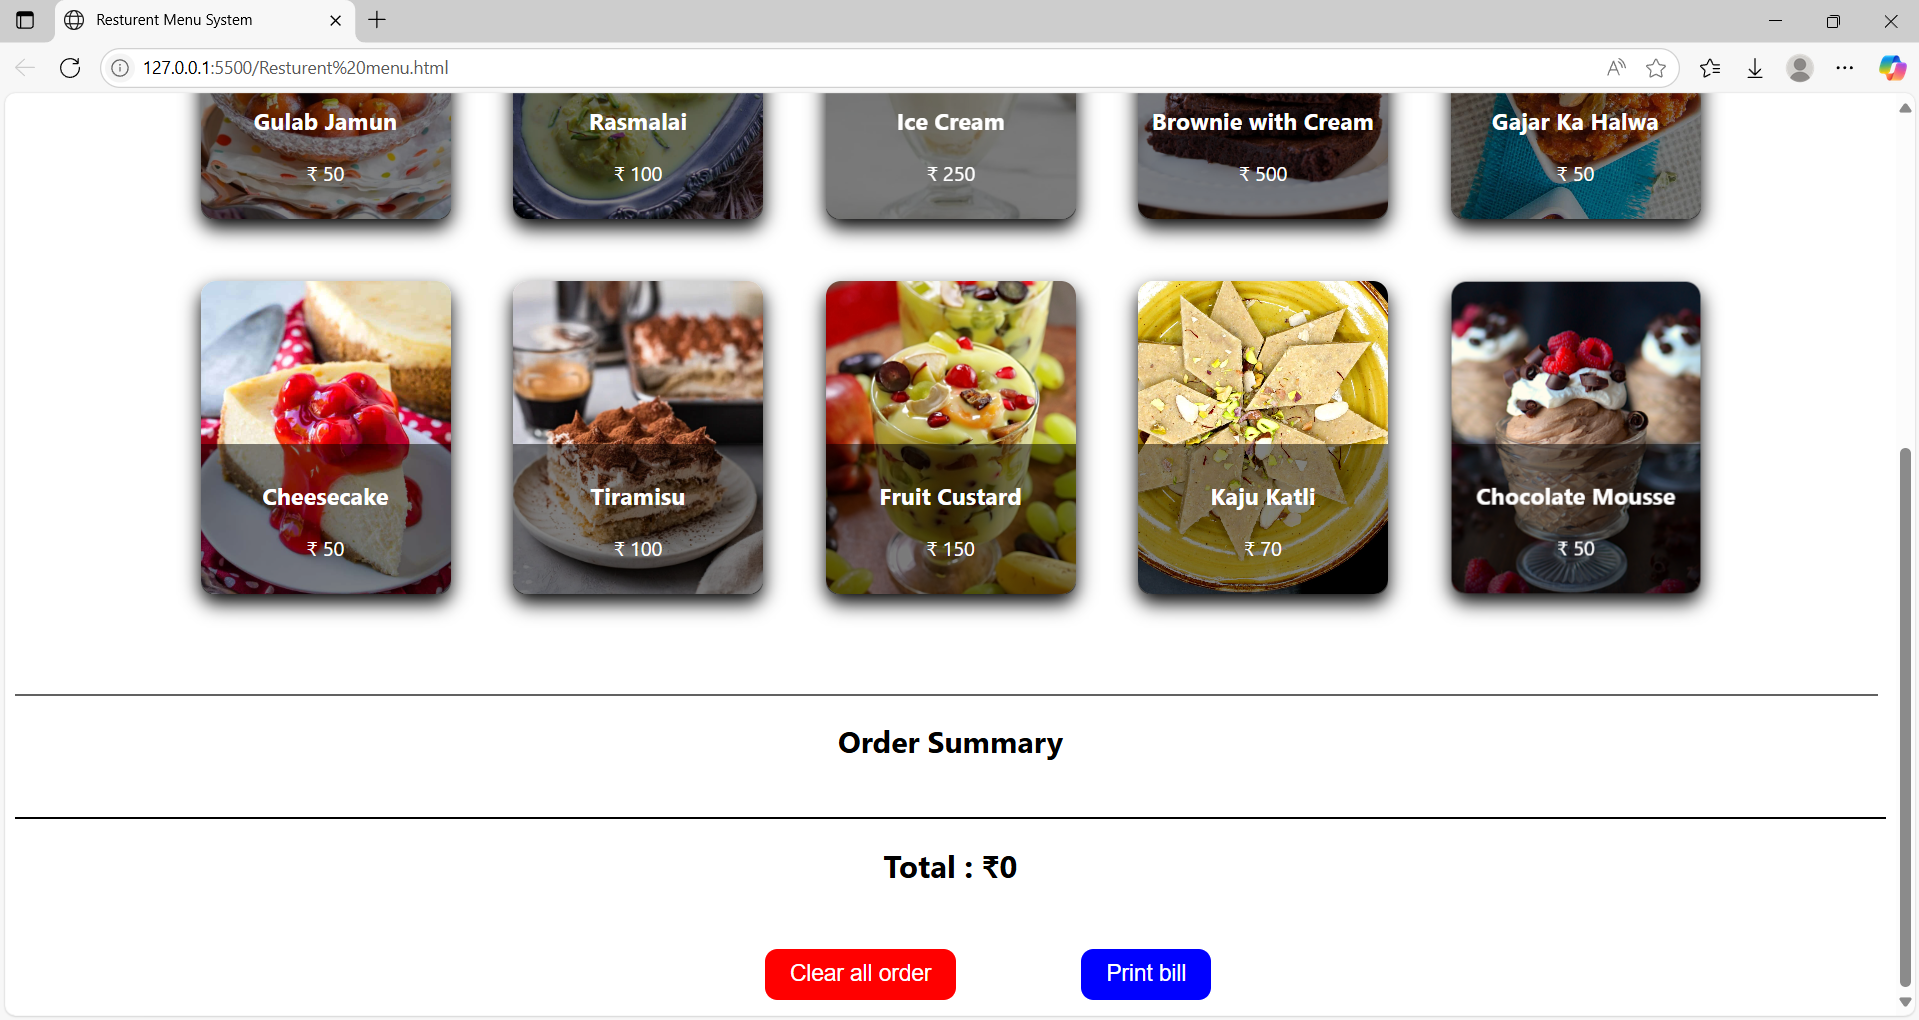 Resturent Menu System
127.0.0.1:5500/Resturent%20menu.html
Gulab Jamun
₹ 50
Rasmalai
₹ 100
Ice Cream
₹ 250
Brownie with Cream
₹ 500
Gajar Ka Halwa
₹ 50
Cheesecake
₹ 50
Tiramisu
₹ 100
Fruit Custard
₹ 150
Kaju Katli
₹ 70
Chocolate Mousse
₹ 50
Order Summary
Total : ₹0
Clear all order
Print bill